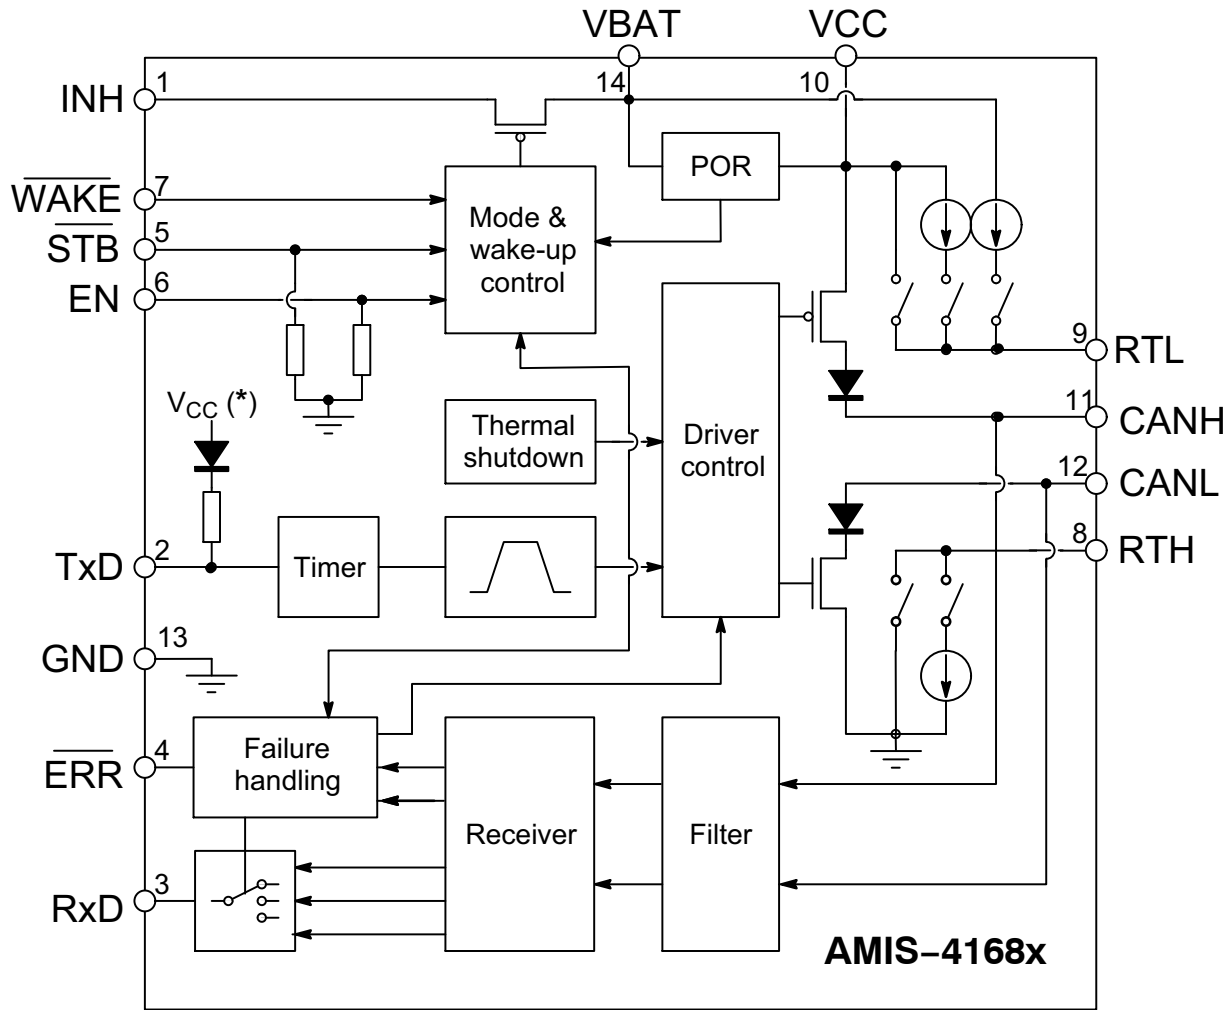 VBAT
VCC
1
14
10
INH
POR
7
WAKE
Mode &
wake-up
control
5
STB
6
EN
9
RTL
VCC (*)
11
CANH
Thermal
shutdown
Driver
control
12
CANL
2
TxD
Timer
8
RTH
13
GND
4
ERR
Failure
handling
Receiver
Filter
3
RxD
AMIS–4168x